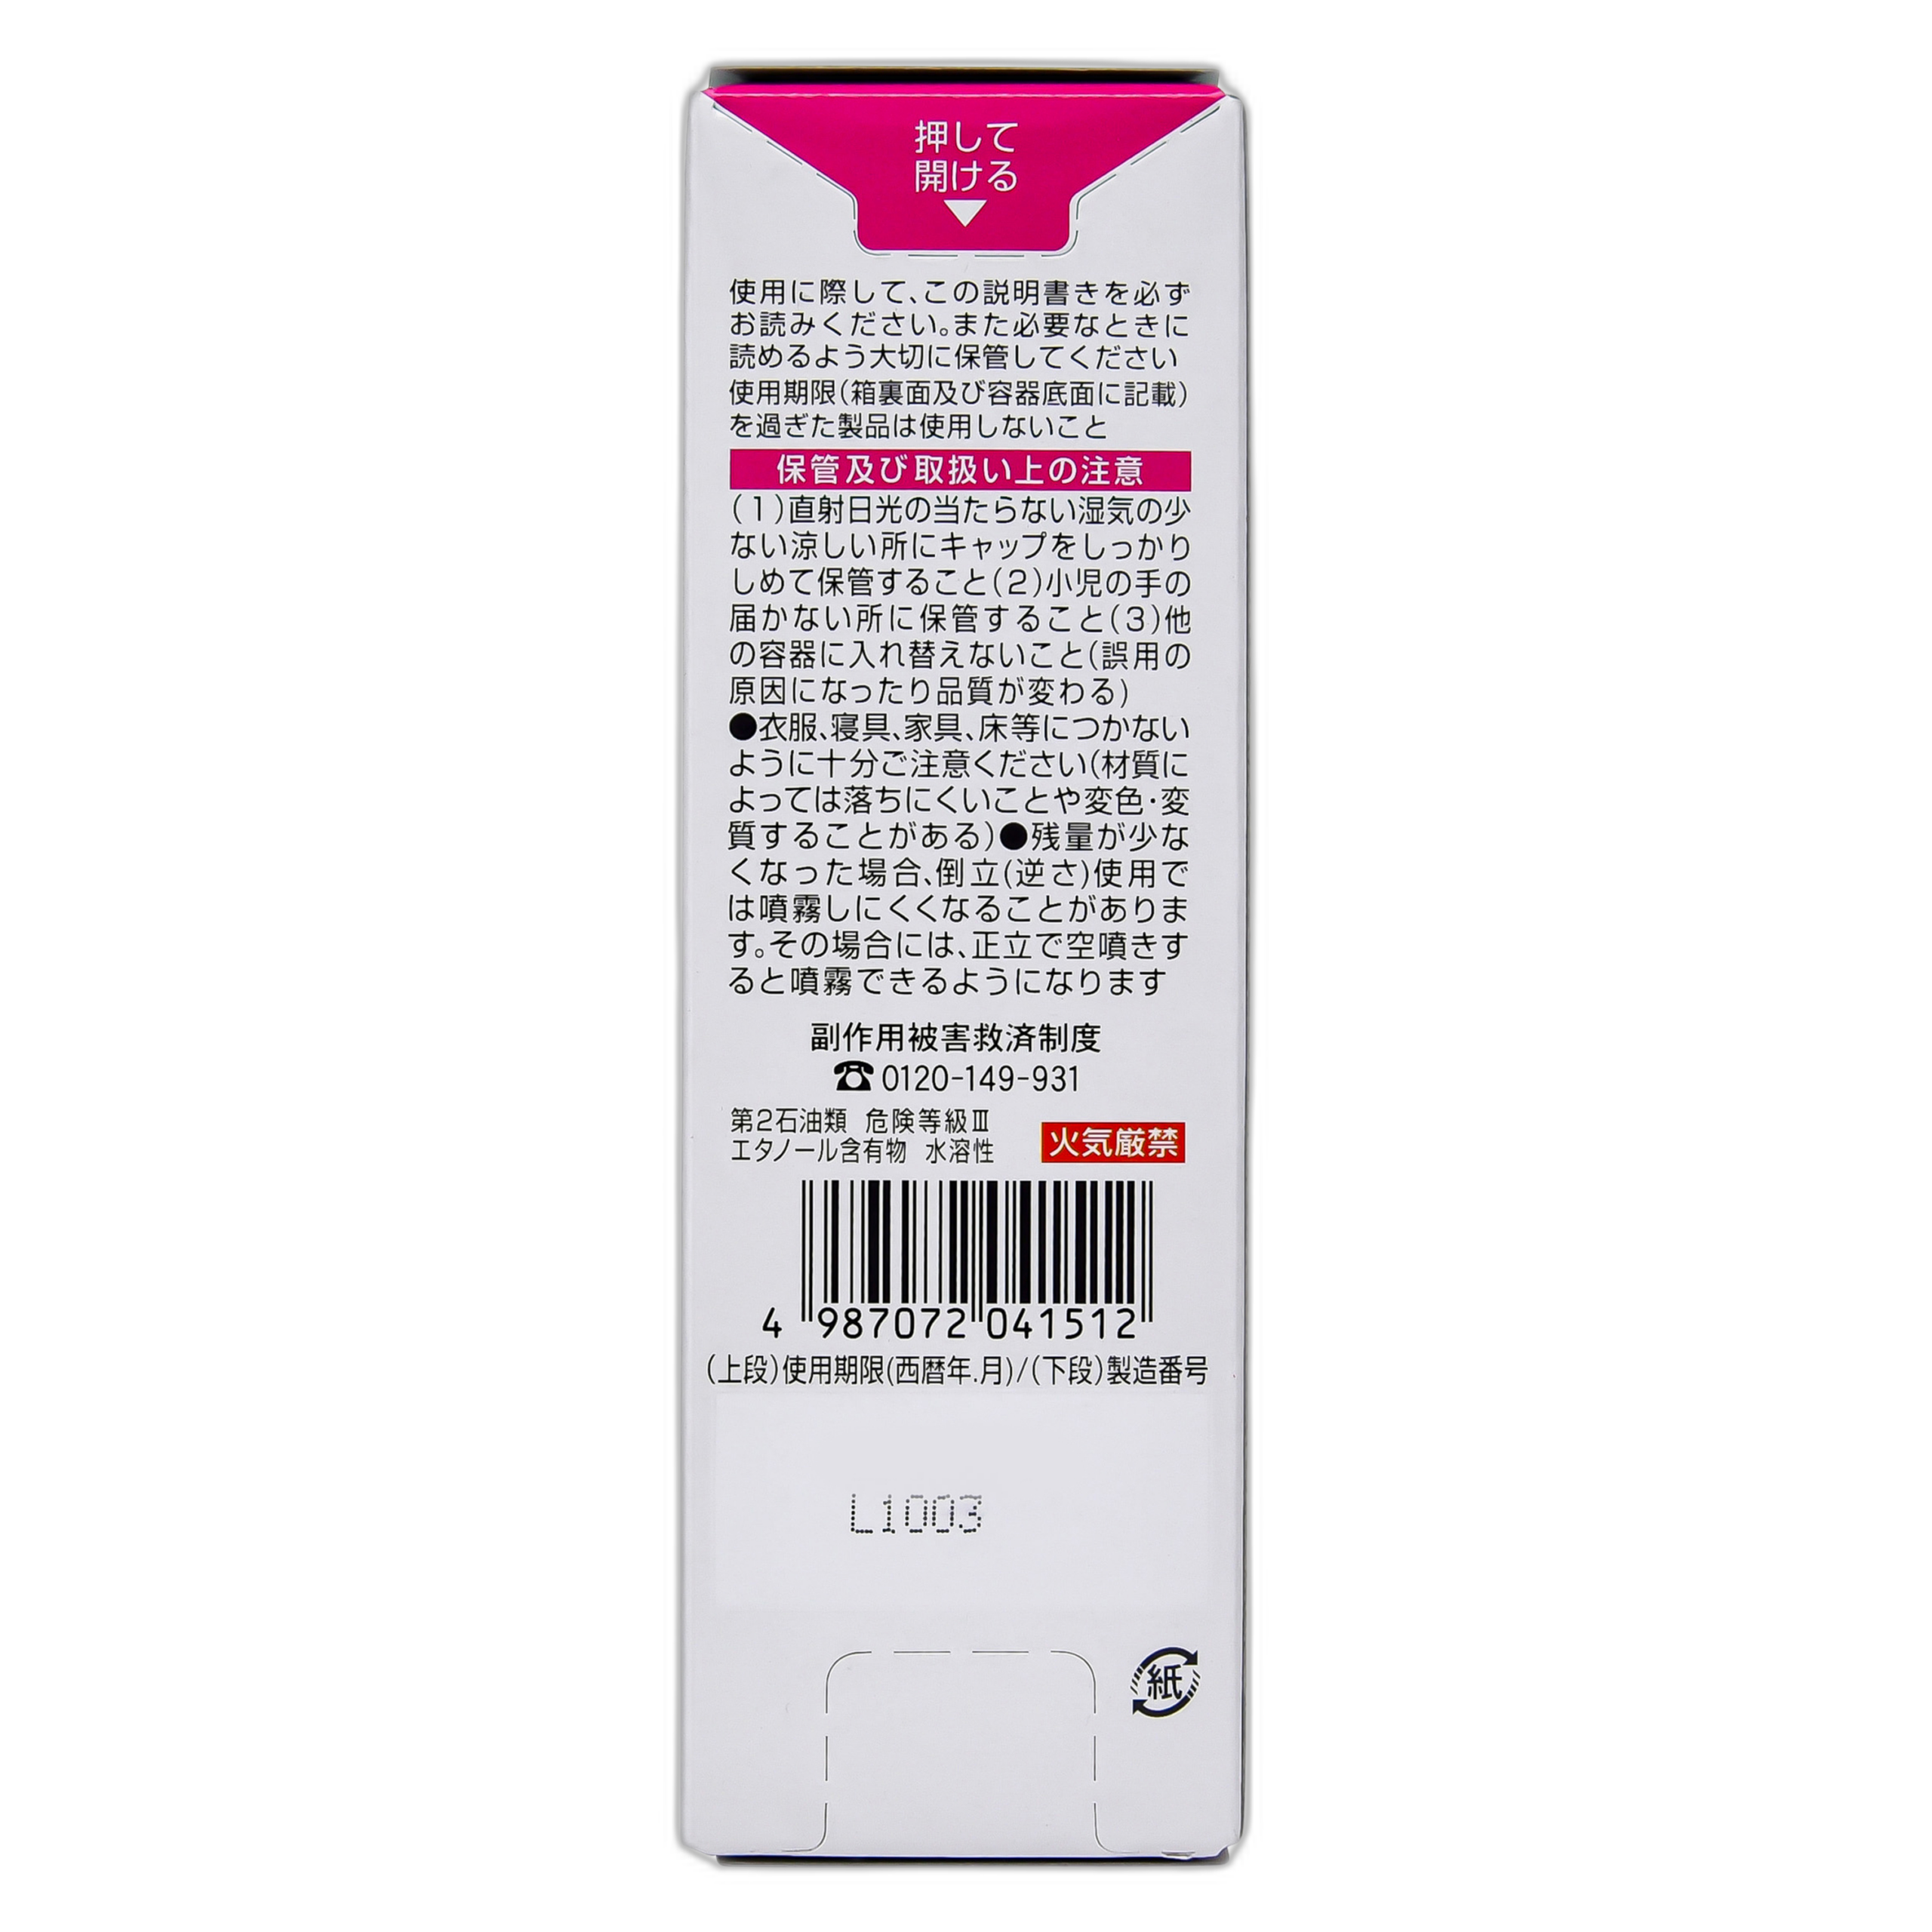 押して
開ける
使用に際して、この説明書きを必ず
お読みください。また必要なときに
読めるよう大切に保管してください
使用期限(箱裏面及び容器底面に記載)
を過ぎた製品は使用しないこと
保管及び取扱い上の注意
(1)直射日光の当たらない湿気の少
ない涼しい所にキャップをしっかり
しめて保管すること(2)小児の手の
届かない所に保管すること(3)他
の容器に入れ替えないこと(誤用の
原因になったり品質が変わる)
●衣服、寝具、家具、床等につかない
ように十分ご注意ください(材質に
よっては落ちにくいことや変色・変
質することがある)●残量が少な
くなった場合、倒立(逆さ)使用で
は噴霧しにくくなることがありま
す。その場合には、正立で空噴きす
ると噴霧できるようになります
副作用被害救済制度
☎0120-149-931
第2石油類 危険等級Ⅲ
エタノール含有物 水溶性
火気厳禁
4 987072 041512
(上段)使用期限(西暦年.月)/(下段)製造番号
L1003
紙